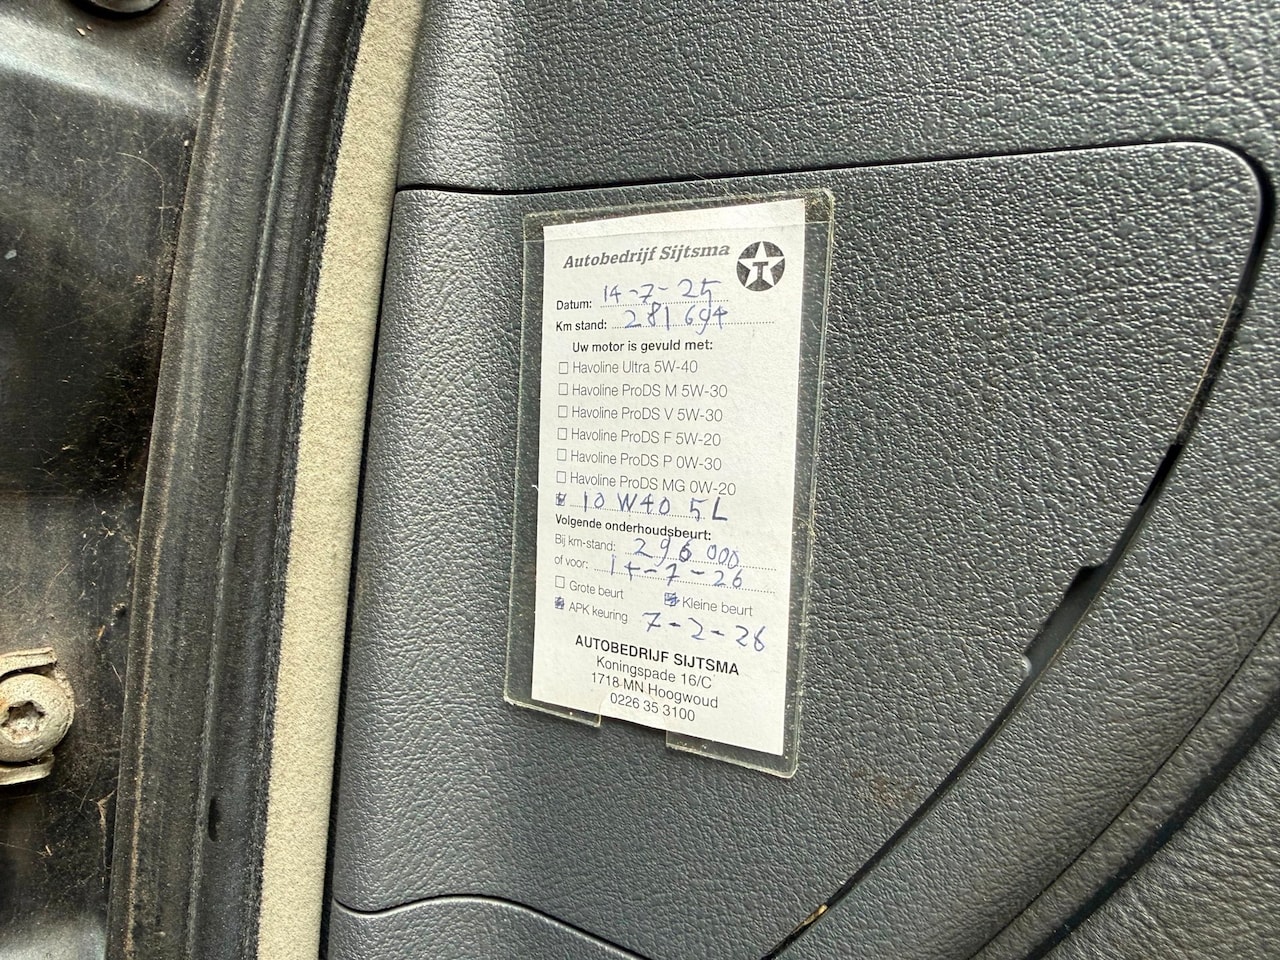 Autobedrijf Sijtsma T
Datum: 14-7-25
Km stand: 281694
Uw motor is gevuld met:
☐ Havoline Ultra 5W-40
☐ Havoline ProDS M 5W-30
☐ Havoline ProDS V 5W-30
☐ Havoline ProDS F 5W-20
☐ Havoline ProDS P 0W-30
☐ Havoline ProDS MG 0W-20
☑ 10 W40 5L
Volgende onderhoudsbeurt:
Bij km-stand: 296 000
of voor: 14-7-26
☐ Grote beurt ☑ Kleine beurt
☑ APK keuring 7-2-26
AUTOBEDRIJF SIJTSMA
Koningspade 16/C
1718 MN Hoogwoud
0226 35 3100